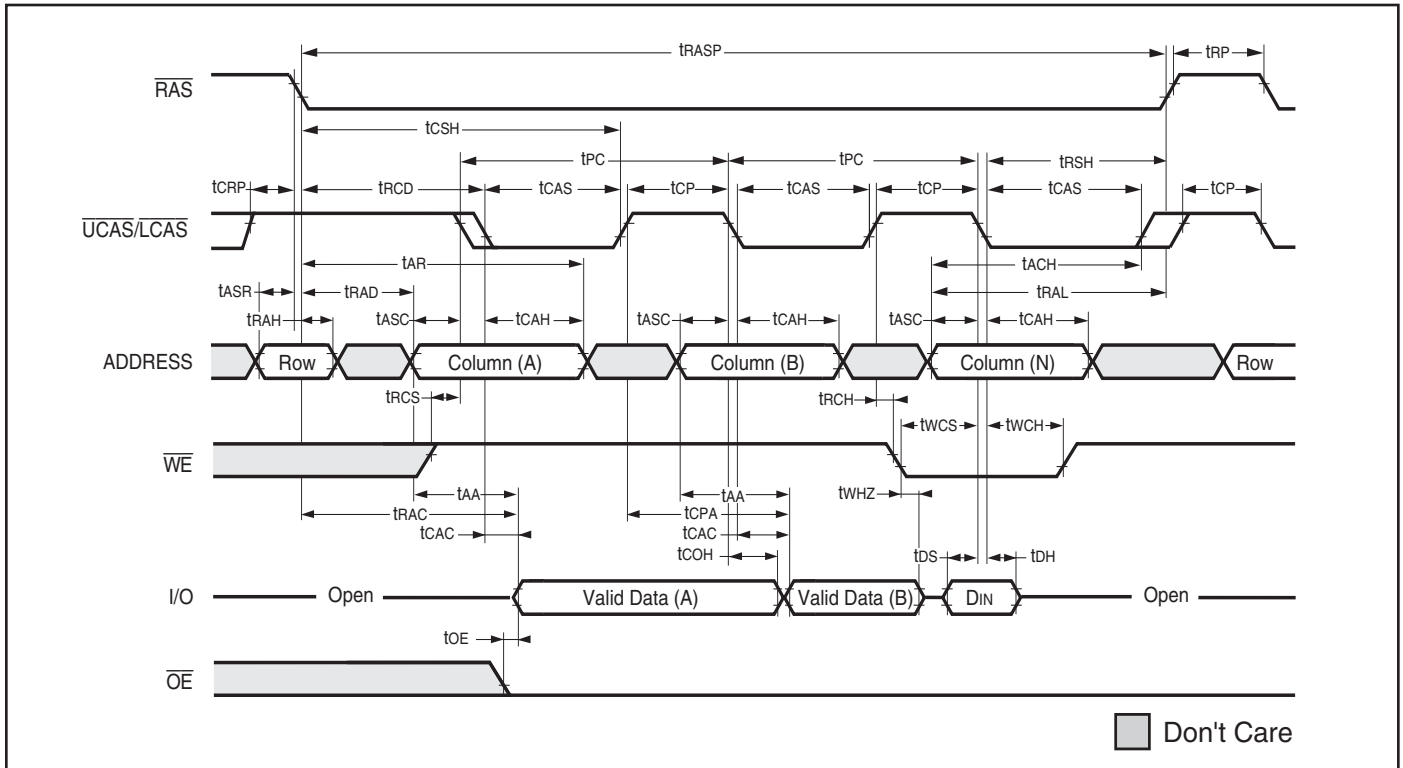 tRASP
tRP
RAS
tCSH
tPC
tPC
tRSH
tCRP
tRCD
tCAS
tCP
tCAS
tCP
tCAS
tCP
UCAS/LCAS
tAR
tACH
tASR
tRAD
tRAL
tRAH
tASC
tCAH
tASC
tCAH
tASC
tCAH
ADDRESS
Row
Column (A)
Column (B)
Column (N)
Row
tRCS
tRCH
tWCS
tWCH
WE
tAA
tAA
tWHZ
tRAC
tCPA
tCAC
tCAC
tCOH
tDS
tDH
I/O
Open
Valid Data (A)
Valid Data (B)
DIN
Open
tOE
OE
Don't Care